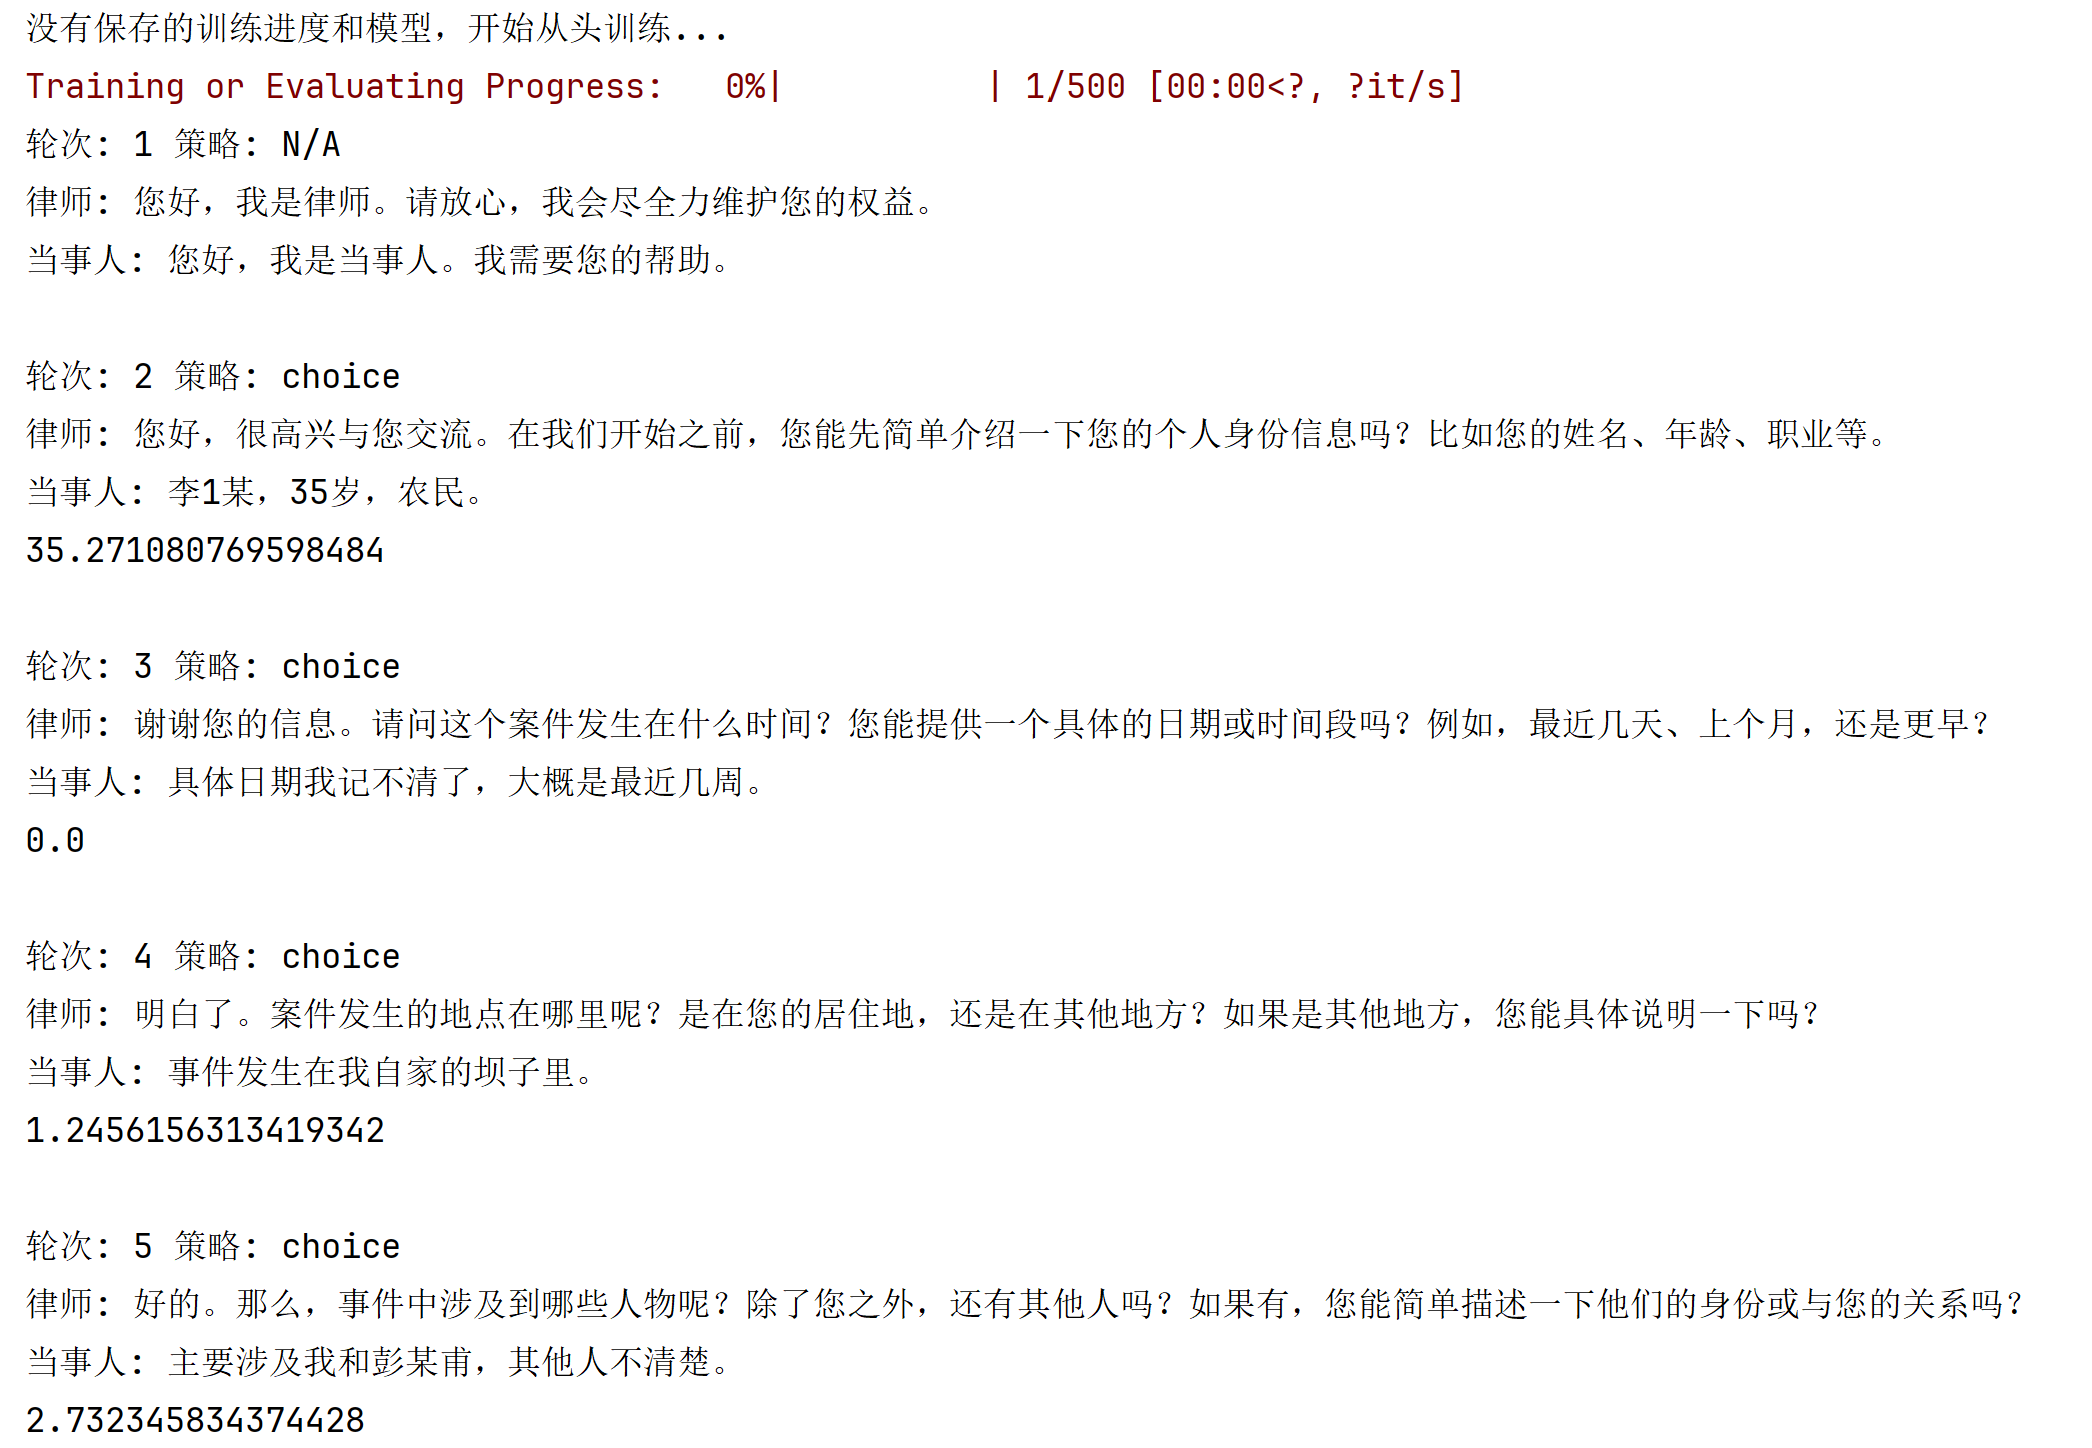 没有保存的训练进度和模型，开始从头训练...
Training or Evaluating Progress:   0%|          | 1/500 [00:00<?, ?it/s]
轮次: 1 策略: N/A
律师: 您好，我是律师。请放心，我会尽全力维护您的权益。
当事人: 您好，我是当事人。我需要您的帮助。
轮次: 2 策略: choice
律师: 您好，很高兴与您交流。在我们开始之前，您能先简单介绍一下您的个人身份信息吗？比如您的姓名、年龄、职业等。
当事人: 李1某，35岁，农民。
35.271080769598484
轮次: 3 策略: choice
律师: 谢谢您的信息。请问这个案件发生在什么时间？您能提供一个具体的日期或时间段吗？例如，最近几天、上个月，还是更早？
当事人: 具体日期我记不清了，大概是最近几周。
0.0
轮次: 4 策略: choice
律师: 明白了。案件发生的地点在哪里呢？是在您的居住地，还是在其他地方？如果是其他地方，您能具体说明一下吗？
当事人: 事件发生在我自家的坝子里。
1.2456156313419342
轮次: 5 策略: choice
律师: 好的。那么，事件中涉及到哪些人物呢？除了您之外，还有其他人吗？如果有，您能简单描述一下他们的身份或与您的关系吗？
当事人: 主要涉及我和彭某甫，其他人不清楚。
2.732345834374428